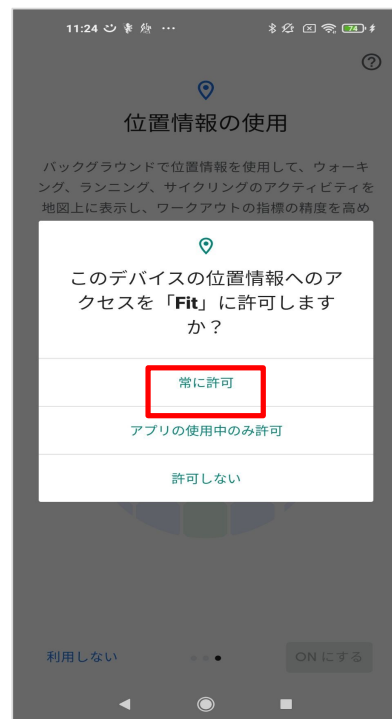 11:24
74
位置情報の使用
バックグラウンドで位置情報を使用して、ウォーキ
ング、ランニング、サイクリングのアクティビティを
地図上に表示し、ワークアウトの指標の精度を高め
このデバイスの位置情報へのア
クセスを「Fit」に許可します
か？
常に許可
アプリの使用中のみ許可
許可しない
利用しない
ON にする